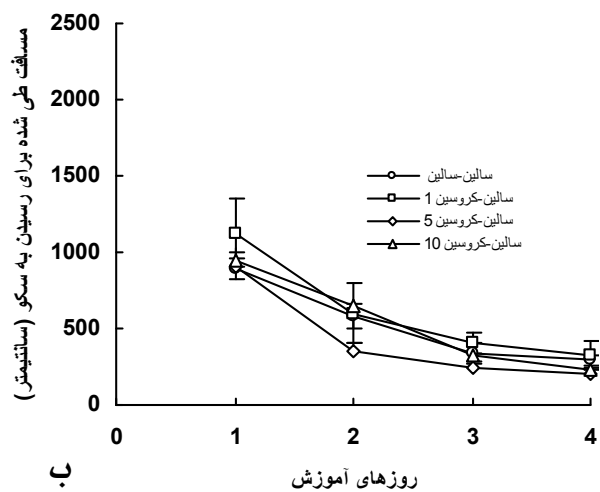 مسافت طی شده برای رسیدن به سکو (سانتیمتر)
2500
2000
1500
1000
500
0
سالین-سالین
سالین-کروسین 1
سالین-کروسین 5
سالین-کروسین 10
0 1 2 3 4
روزهای آموزش
ب